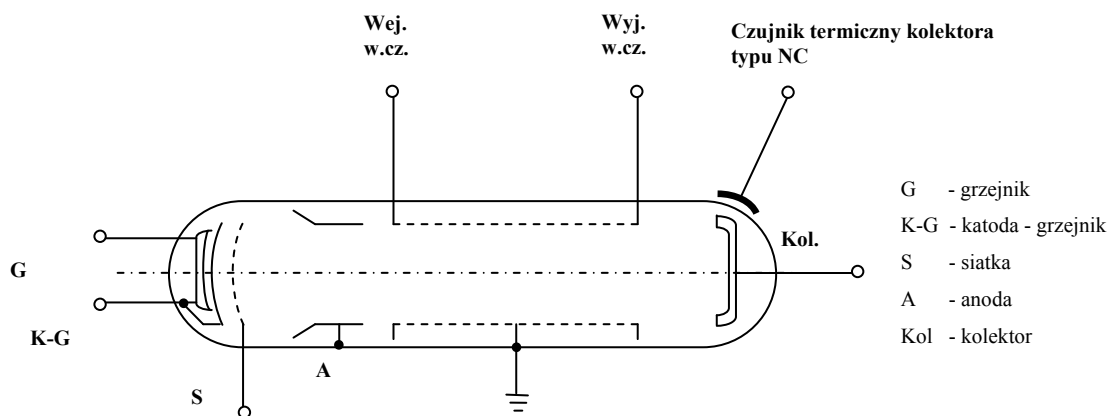 Wej.
w.cz.
Wyj.
w.cz.
Czujnik termiczny kolektora
typu NC
G
K-G
S
A
Kol.
G - grzejnik
K-G - katoda - grzejnik
S - siatka
A - anoda
Kol - kolektor